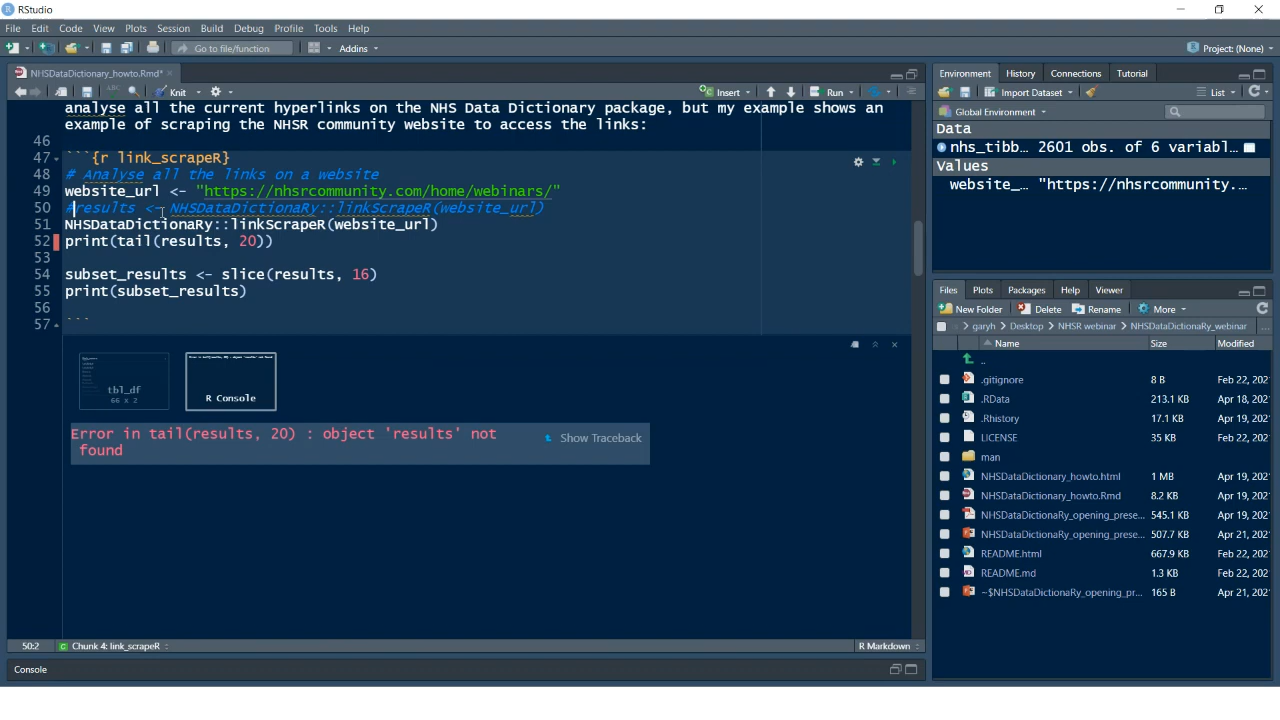 RStudio
File Edit Code View Plots Session Build Debug Profile Tools Help
Go to file/function Addins Project: (None)
NHSDataDictionary_howto.Rmd*
Knit Insert Run
analyse all the current hyperlinks on the NHS Data Dictionary package, but my example shows an
example of scraping the NHSR community website to access the links:
46
47 ```{r link_scrapeR}
48 # Analyse all the links on a website
49 website_url <- "https://nhsrcommunity.com/home/webinars/"
50 #results <- NHSDataDictionaRy::linkScrapeR(website_url)
51 NHSDataDictionaRy::linkScrapeR(website_url)
52 print(tail(results, 20))
53
54 subset_results <- slice(results, 16)
55 print(subset_results)
56
57 ```
tbl_df
66 x 2
R Console
Error in tail(results, 20) : object 'results' not
found
Show Traceback
50:2 Chunk 4: link_scrapeR R Markdown
Console
Environment History Connections Tutorial
Import Dataset List
Global Environment
Data
nhs_tibb… 2601 obs. of 6 variabl…
Values
website_… "https://nhsrcommunity.…
Files Plots Packages Help Viewer
New Folder Delete Rename More
garyh Desktop NHSR webinar NHSDataDictionaRy_webinar ...
Name Size Modified
..
.gitignore 8 B Feb 22, 202
.RData 213.1 KB Apr 18, 202
.Rhistory 17.1 KB Apr 19, 202
LICENSE 35 KB Feb 22, 202
man
NHSDataDictionary_howto.html 1 MB Apr 19, 202
NHSDataDictionary_howto.Rmd 8.2 KB Apr 19, 202
NHSDataDictionaRy_opening_prese... 545.1 KB Apr 19, 202
NHSDataDictionaRy_opening_prese... 507.7 KB Apr 21, 202
README.html 667.9 KB Feb 22, 202
README.md 1.3 KB Feb 22, 202
~$NHSDataDictionaRy_opening_pr... 165 B Apr 21, 202